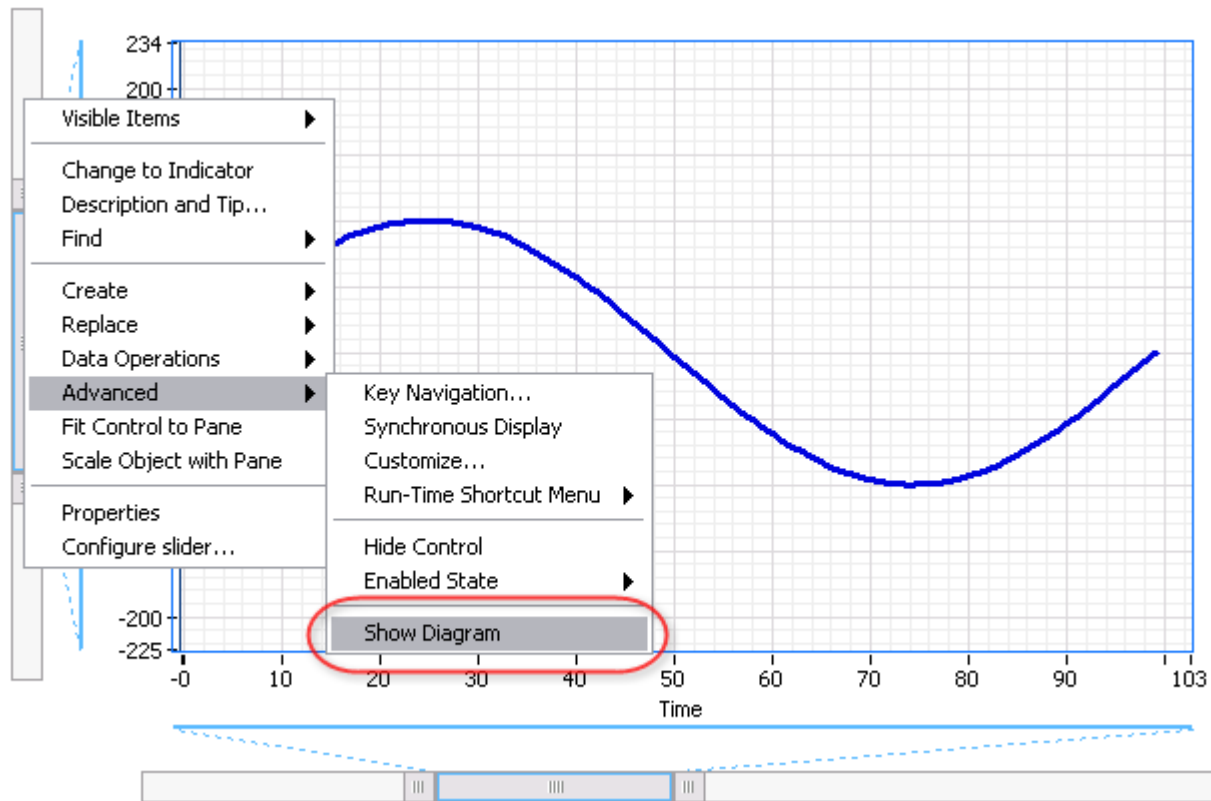 234
200
Visible Items
Change to Indicator
Description and Tip...
Find
Create
Replace
Data Operations
Advanced
Fit Control to Pane
Scale Object with Pane
Properties
Configure slider...
Key Navigation...
Synchronous Display
Customize...
Run-Time Shortcut Menu
Hide Control
Enabled State
Show Diagram
-200
-225
-0 10 20 30 40 50 60 70 80 90 103
Time